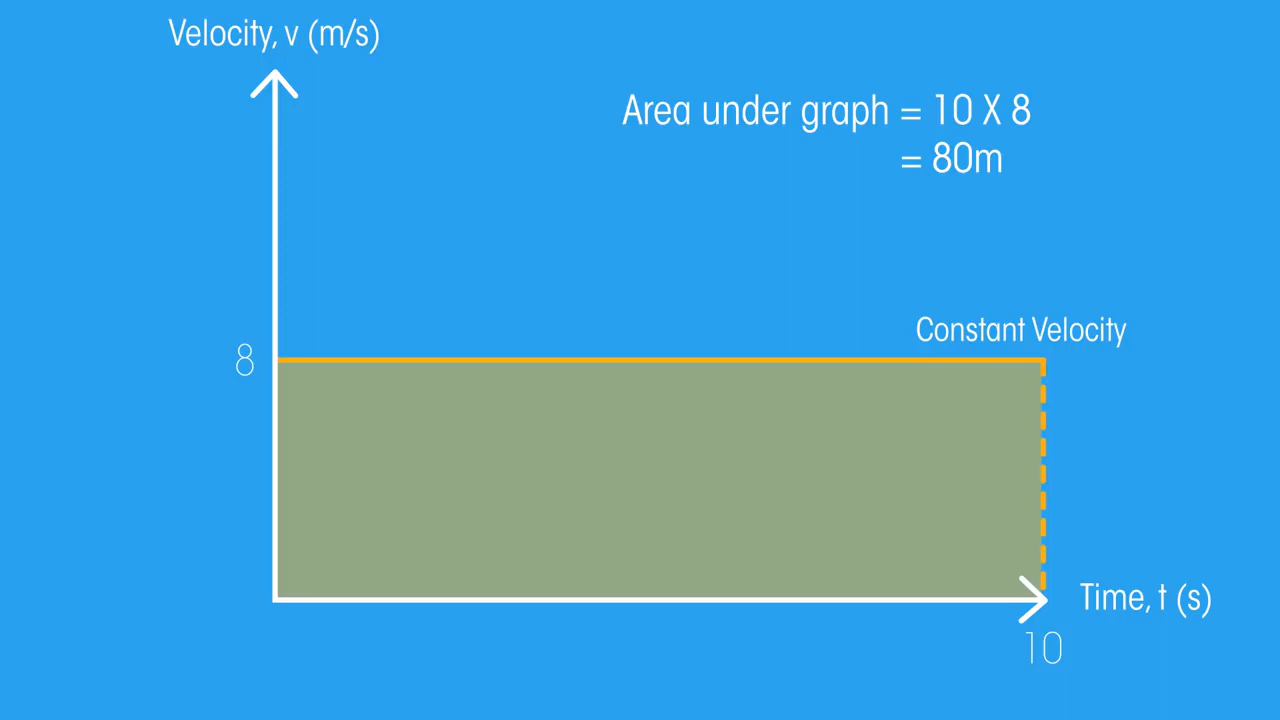 Velocity, v (m/s)
Area under graph = 10 X 8
= 80m
Constant Velocity
8
Time, t (s)
10